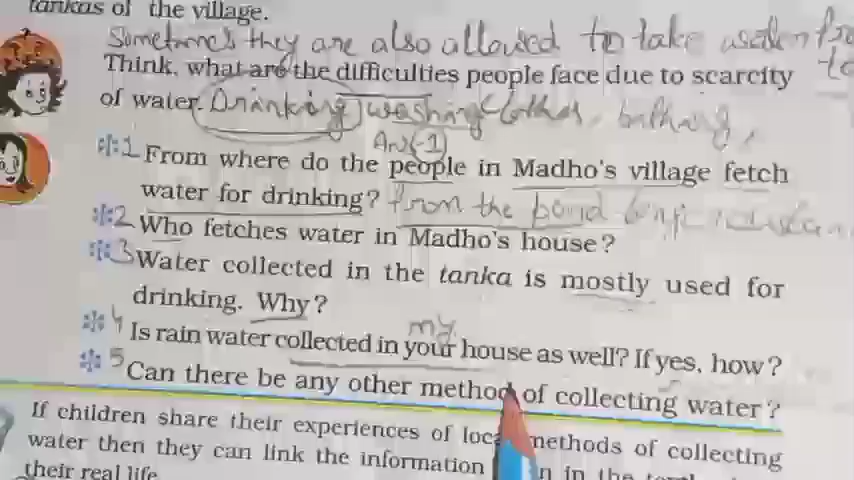 tankas of the village.
Sometimes they are also allowed to take water
Think, what are the difficulties people face due to scarcity
of water. Drinking, washing clothes, bathing,
Ans-1
1 From where do the people in Madho's village fetch
water for drinking? from the
2 Who fetches water in Madho's house?
3 Water collected in the tanka is mostly used for
drinking. Why?
my
4 Is rain water collected in your house as well? If yes, how?
5 Can there be any other method of collecting water?
If children share their experiences of local methods of collecting
water then they can link the information in the
their real life